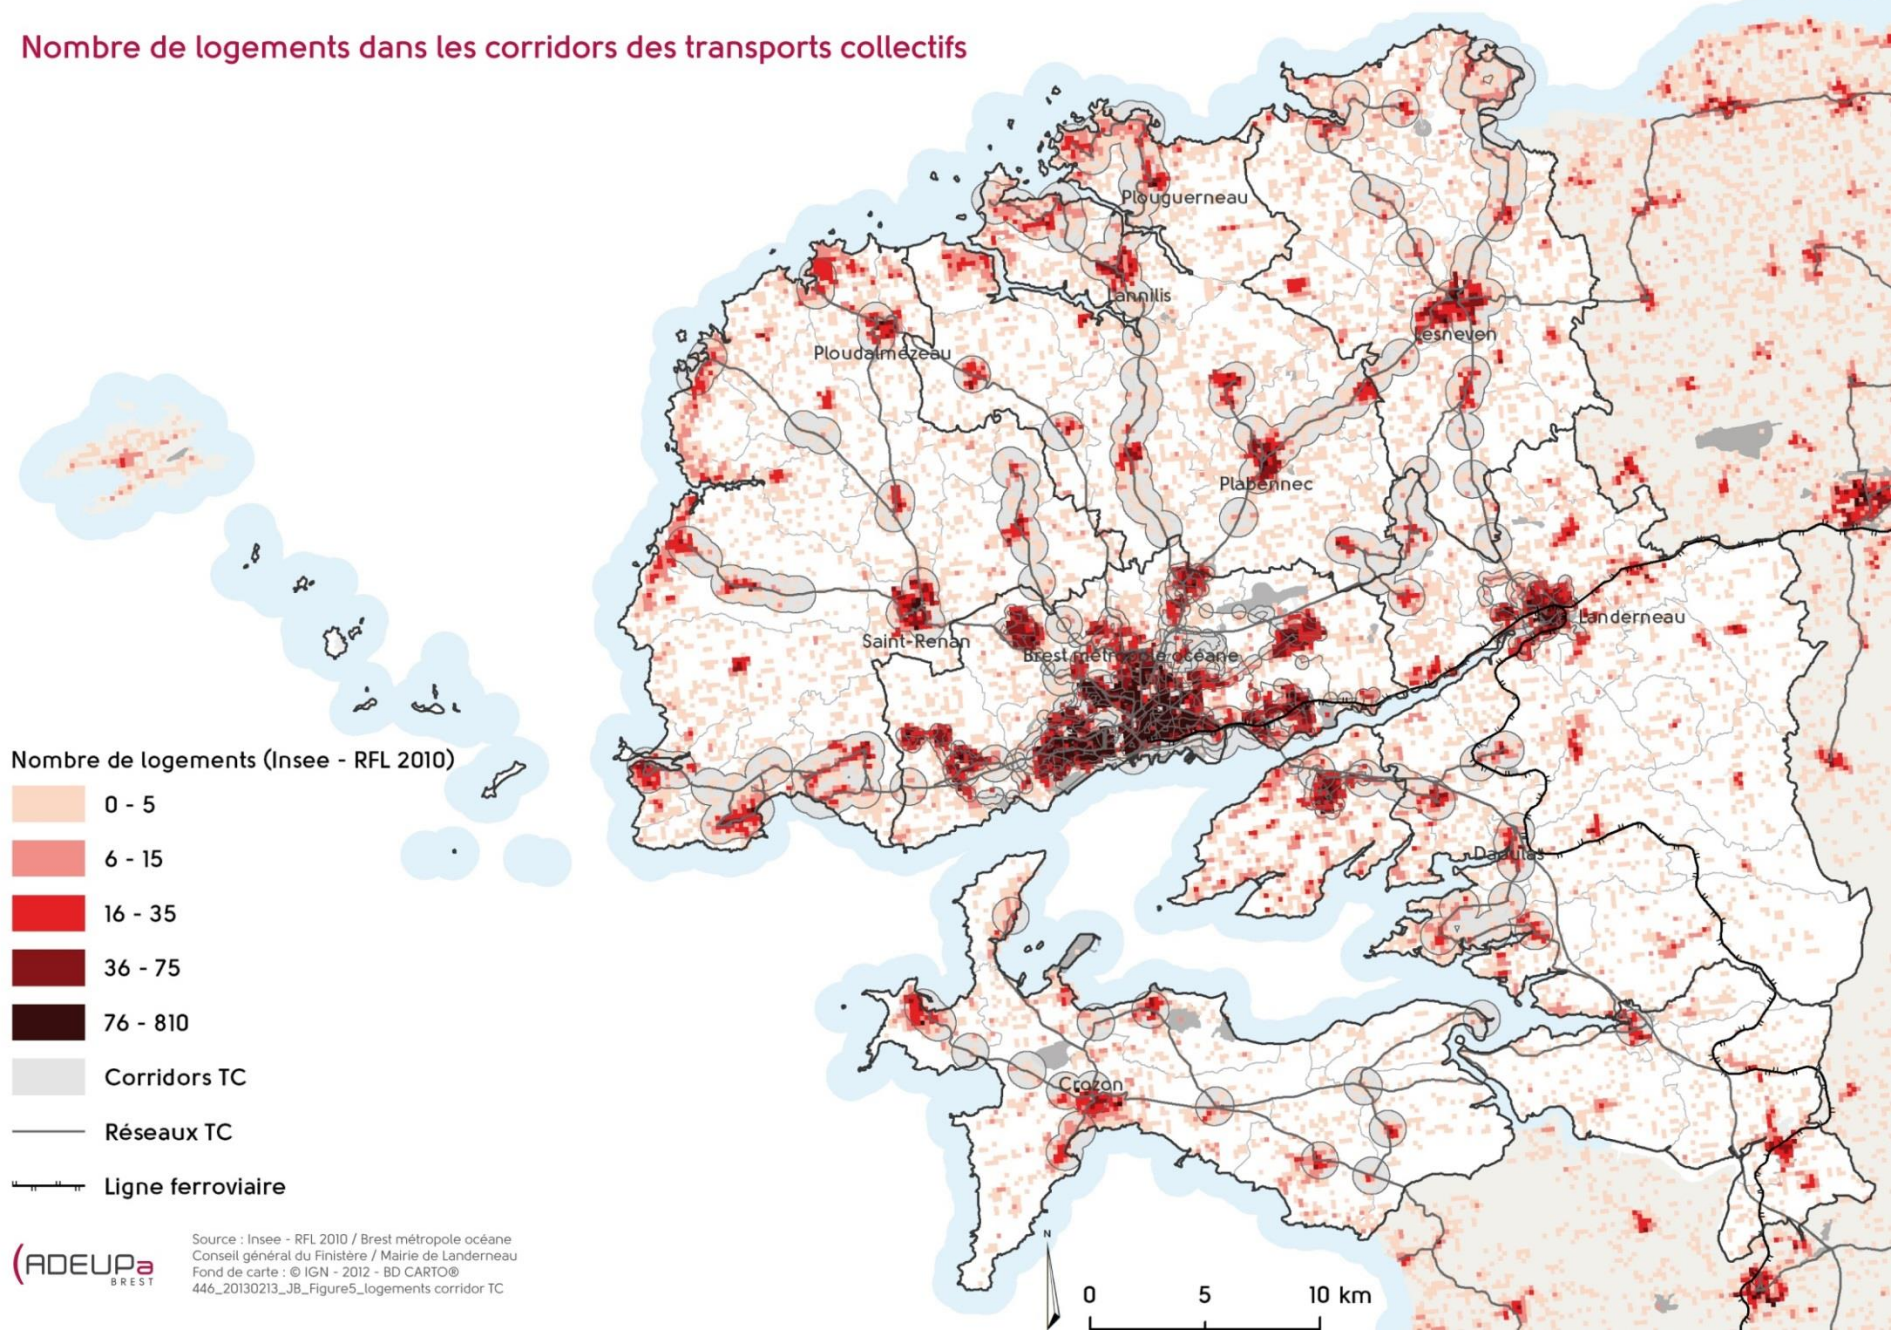 Nombre de logements dans les corridors des transports collectifs
Plouguerneau
Lannilis
Lesneven
Ploudalmézeau
Plabennec
Saint-Renan
Brest métropole océane
Landerneau
Daoulas
Crozon
Nombre de logements (Insee - RFL 2010)
0 - 5
6 - 15
16 - 35
36 - 75
76 - 810
Corridors TC
Réseaux TC
Ligne ferroviaire
ADEUPa
BREST
Source : Insee - RFL 2010 / Brest métropole océane
Conseil général du Finistère / Mairie de Landerneau
Fond de carte : © IGN - 2012 - BD CARTO®
446_20130213_JB_Figure5_logements corridor TC
N
0 5 10 km